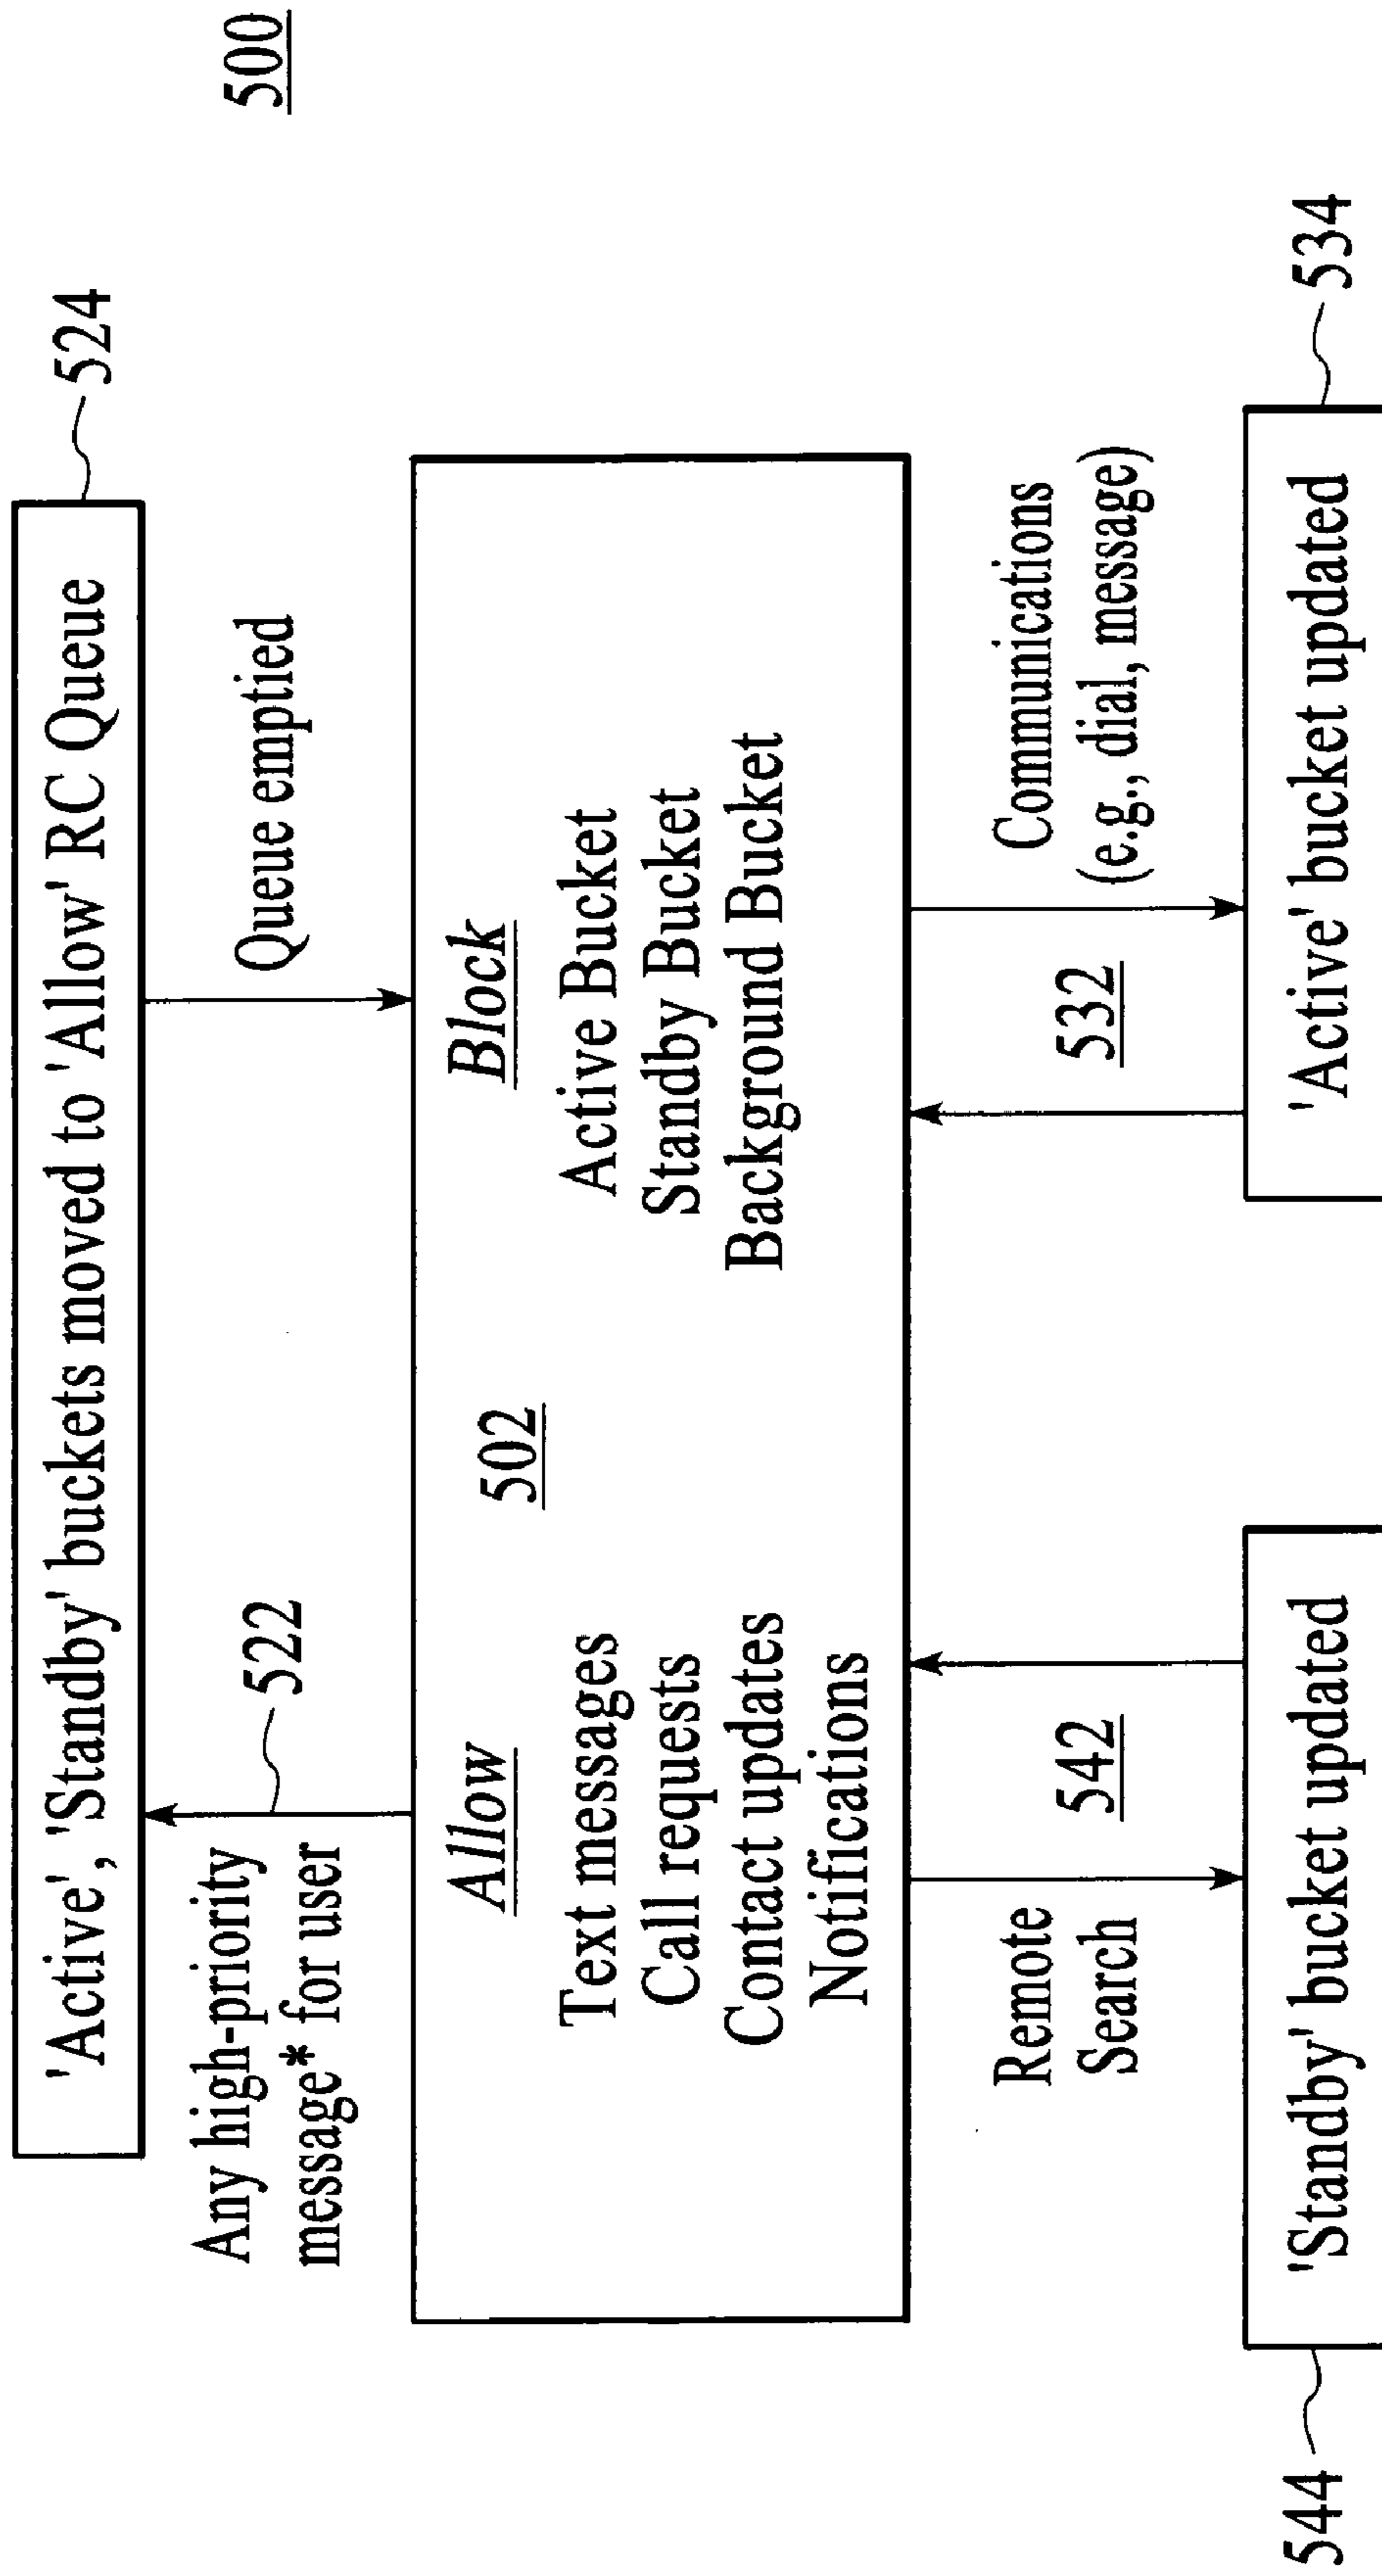 500
'Active', 'Standby' buckets moved to 'Allow' RC Queue
524
Any high-priority
message* for user
522
Queue emptied
Allow
Text messages
Call requests
Contact updates
Notifications
502
Block
Active Bucket
Standby Bucket
Background Bucket
Remote
Search
542
532
Communications
(e.g., dial, message)
544
'Standby' bucket updated
'Active' bucket updated
534